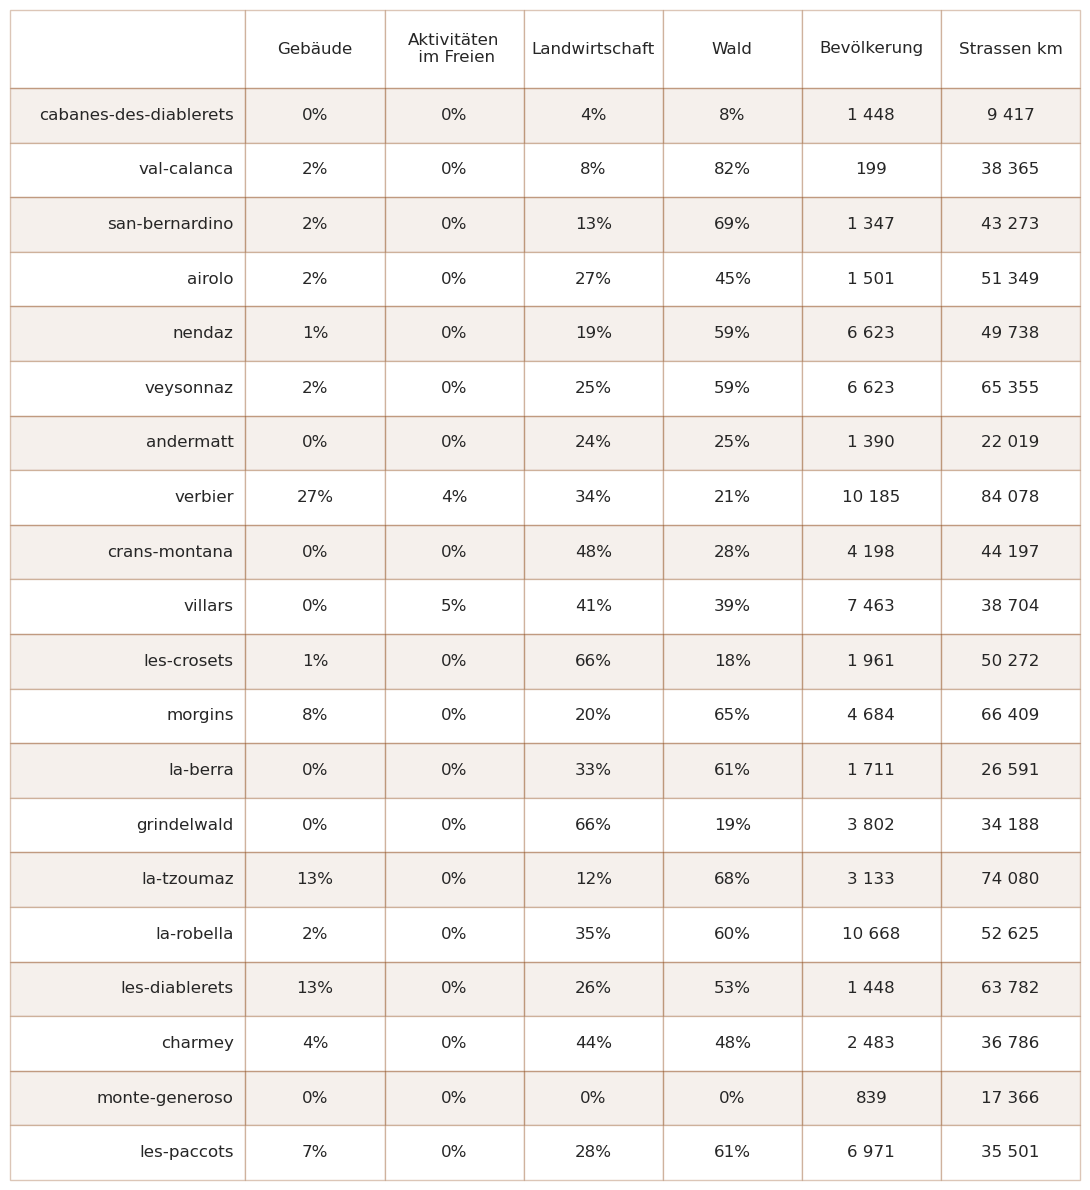 Gebäude Aktivitäten im Freien Landwirtschaft Wald Bevölkerung Strassen km
cabanes-des-diablerets 0% 0% 4% 8% 1 448 9 417
val-calanca 2% 0% 8% 82% 199 38 365
san-bernardino 2% 0% 13% 69% 1 347 43 273
airolo 2% 0% 27% 45% 1 501 51 349
nendaz 1% 0% 19% 59% 6 623 49 738
veysonnaz 2% 0% 25% 59% 6 623 65 355
andermatt 0% 0% 24% 25% 1 390 22 019
verbier 27% 4% 34% 21% 10 185 84 078
crans-montana 0% 0% 48% 28% 4 198 44 197
villars 0% 5% 41% 39% 7 463 38 704
les-crosets 1% 0% 66% 18% 1 961 50 272
morgins 8% 0% 20% 65% 4 684 66 409
la-berra 0% 0% 33% 61% 1 711 26 591
grindelwald 0% 0% 66% 19% 3 802 34 188
la-tzoumaz 13% 0% 12% 68% 3 133 74 080
la-robella 2% 0% 35% 60% 10 668 52 625
les-diablerets 13% 0% 26% 53% 1 448 63 782
charmey 4% 0% 44% 48% 2 483 36 786
monte-generoso 0% 0% 0% 0% 839 17 366
les-paccots 7% 0% 28% 61% 6 971 35 501